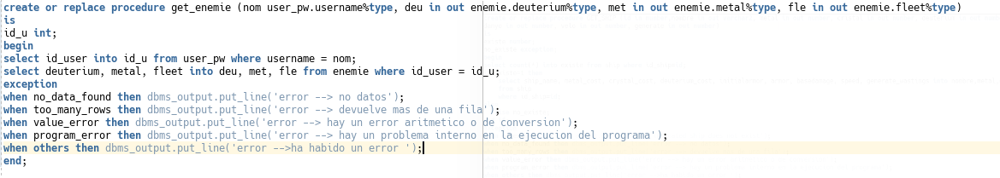 create or replace procedure get_enemie (nom user_pw.username%type, deu in out enemie.deuterium%type, met in out enemie.metal%type, fle in out enemie.fleet%type)
is
id_u int;
begin
select id_user into id_u from user_pw where username = nom;
select deuterium, metal, fleet into deu, met, fle from enemie where id_user = id_u;
exception
when no_data_found then dbms_output.put_line('error --> no datos');
when too_many_rows then dbms_output.put_line('error --> devuelve mas de una fila');
when value_error then dbms_output.put_line('error --> hay un error aritmetico o de conversion');
when program_error then dbms_output.put_line('error --> hay un problema interno en la ejecucion del programa');
when others then dbms_output.put_line('error -->ha habido un error ');
end;